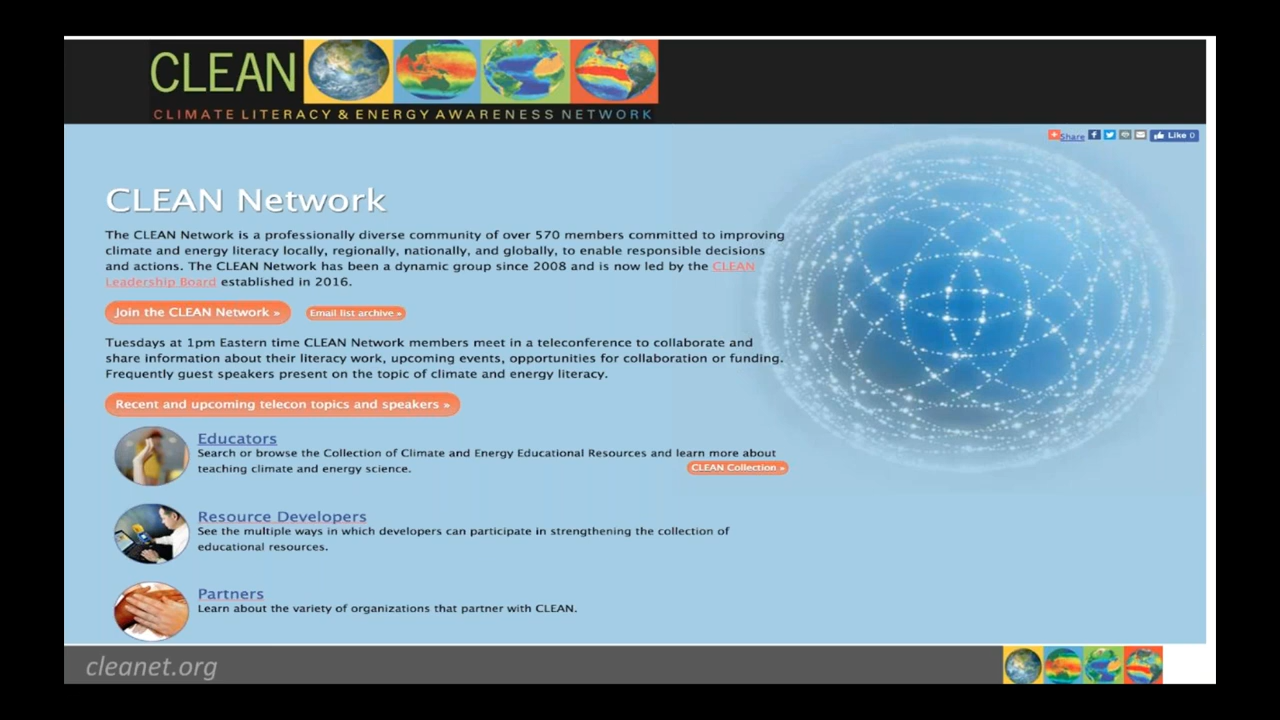 CLEAN
CLIMATE LITERACY & ENERGY AWARENESS NETWORK
Share
Like 0
CLEAN Network
The CLEAN Network is a professionally diverse community of over 570 members committed to improving
climate and energy literacy locally, regionally, nationally, and globally, to enable responsible decisions
and actions. The CLEAN Network has been a dynamic group since 2008 and is now led by the CLEAN
Leadership Board established in 2016.
Join the CLEAN Network »
Email list archive »
Tuesdays at 1pm Eastern time CLEAN Network members meet in a teleconference to collaborate and
share information about their literacy work, upcoming events, opportunities for collaboration or funding.
Frequently guest speakers present on the topic of climate and energy literacy.
Recent and upcoming telecon topics and speakers »
Educators
Search or browse the Collection of Climate and Energy Educational Resources and learn more about
teaching climate and energy science.
CLEAN Collection »
Resource Developers
See the multiple ways in which developers can participate in strengthening the collection of
educational resources.
Partners
Learn about the variety of organizations that partner with CLEAN.
cleanet.org